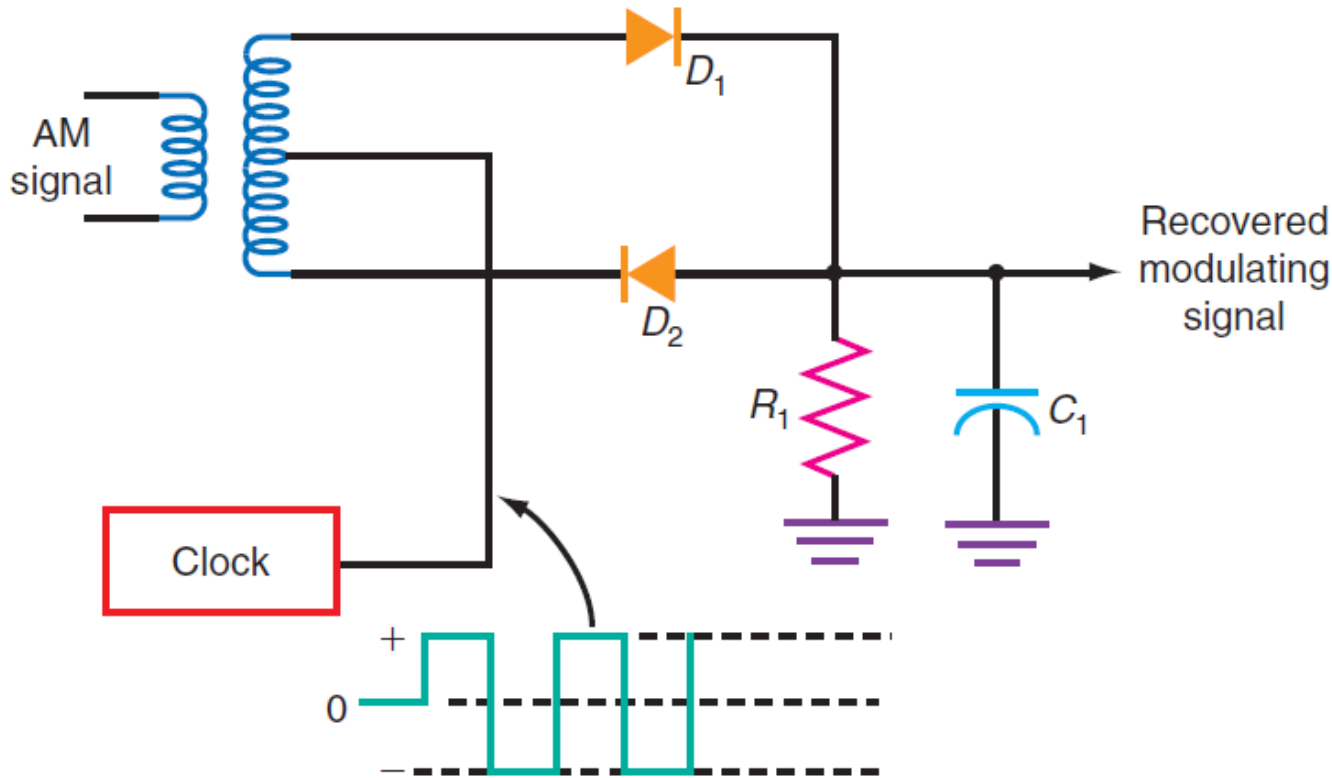 AM
signal
D1
D2
Recovered
modulating
signal
R1
C1
Clock
+
0
−